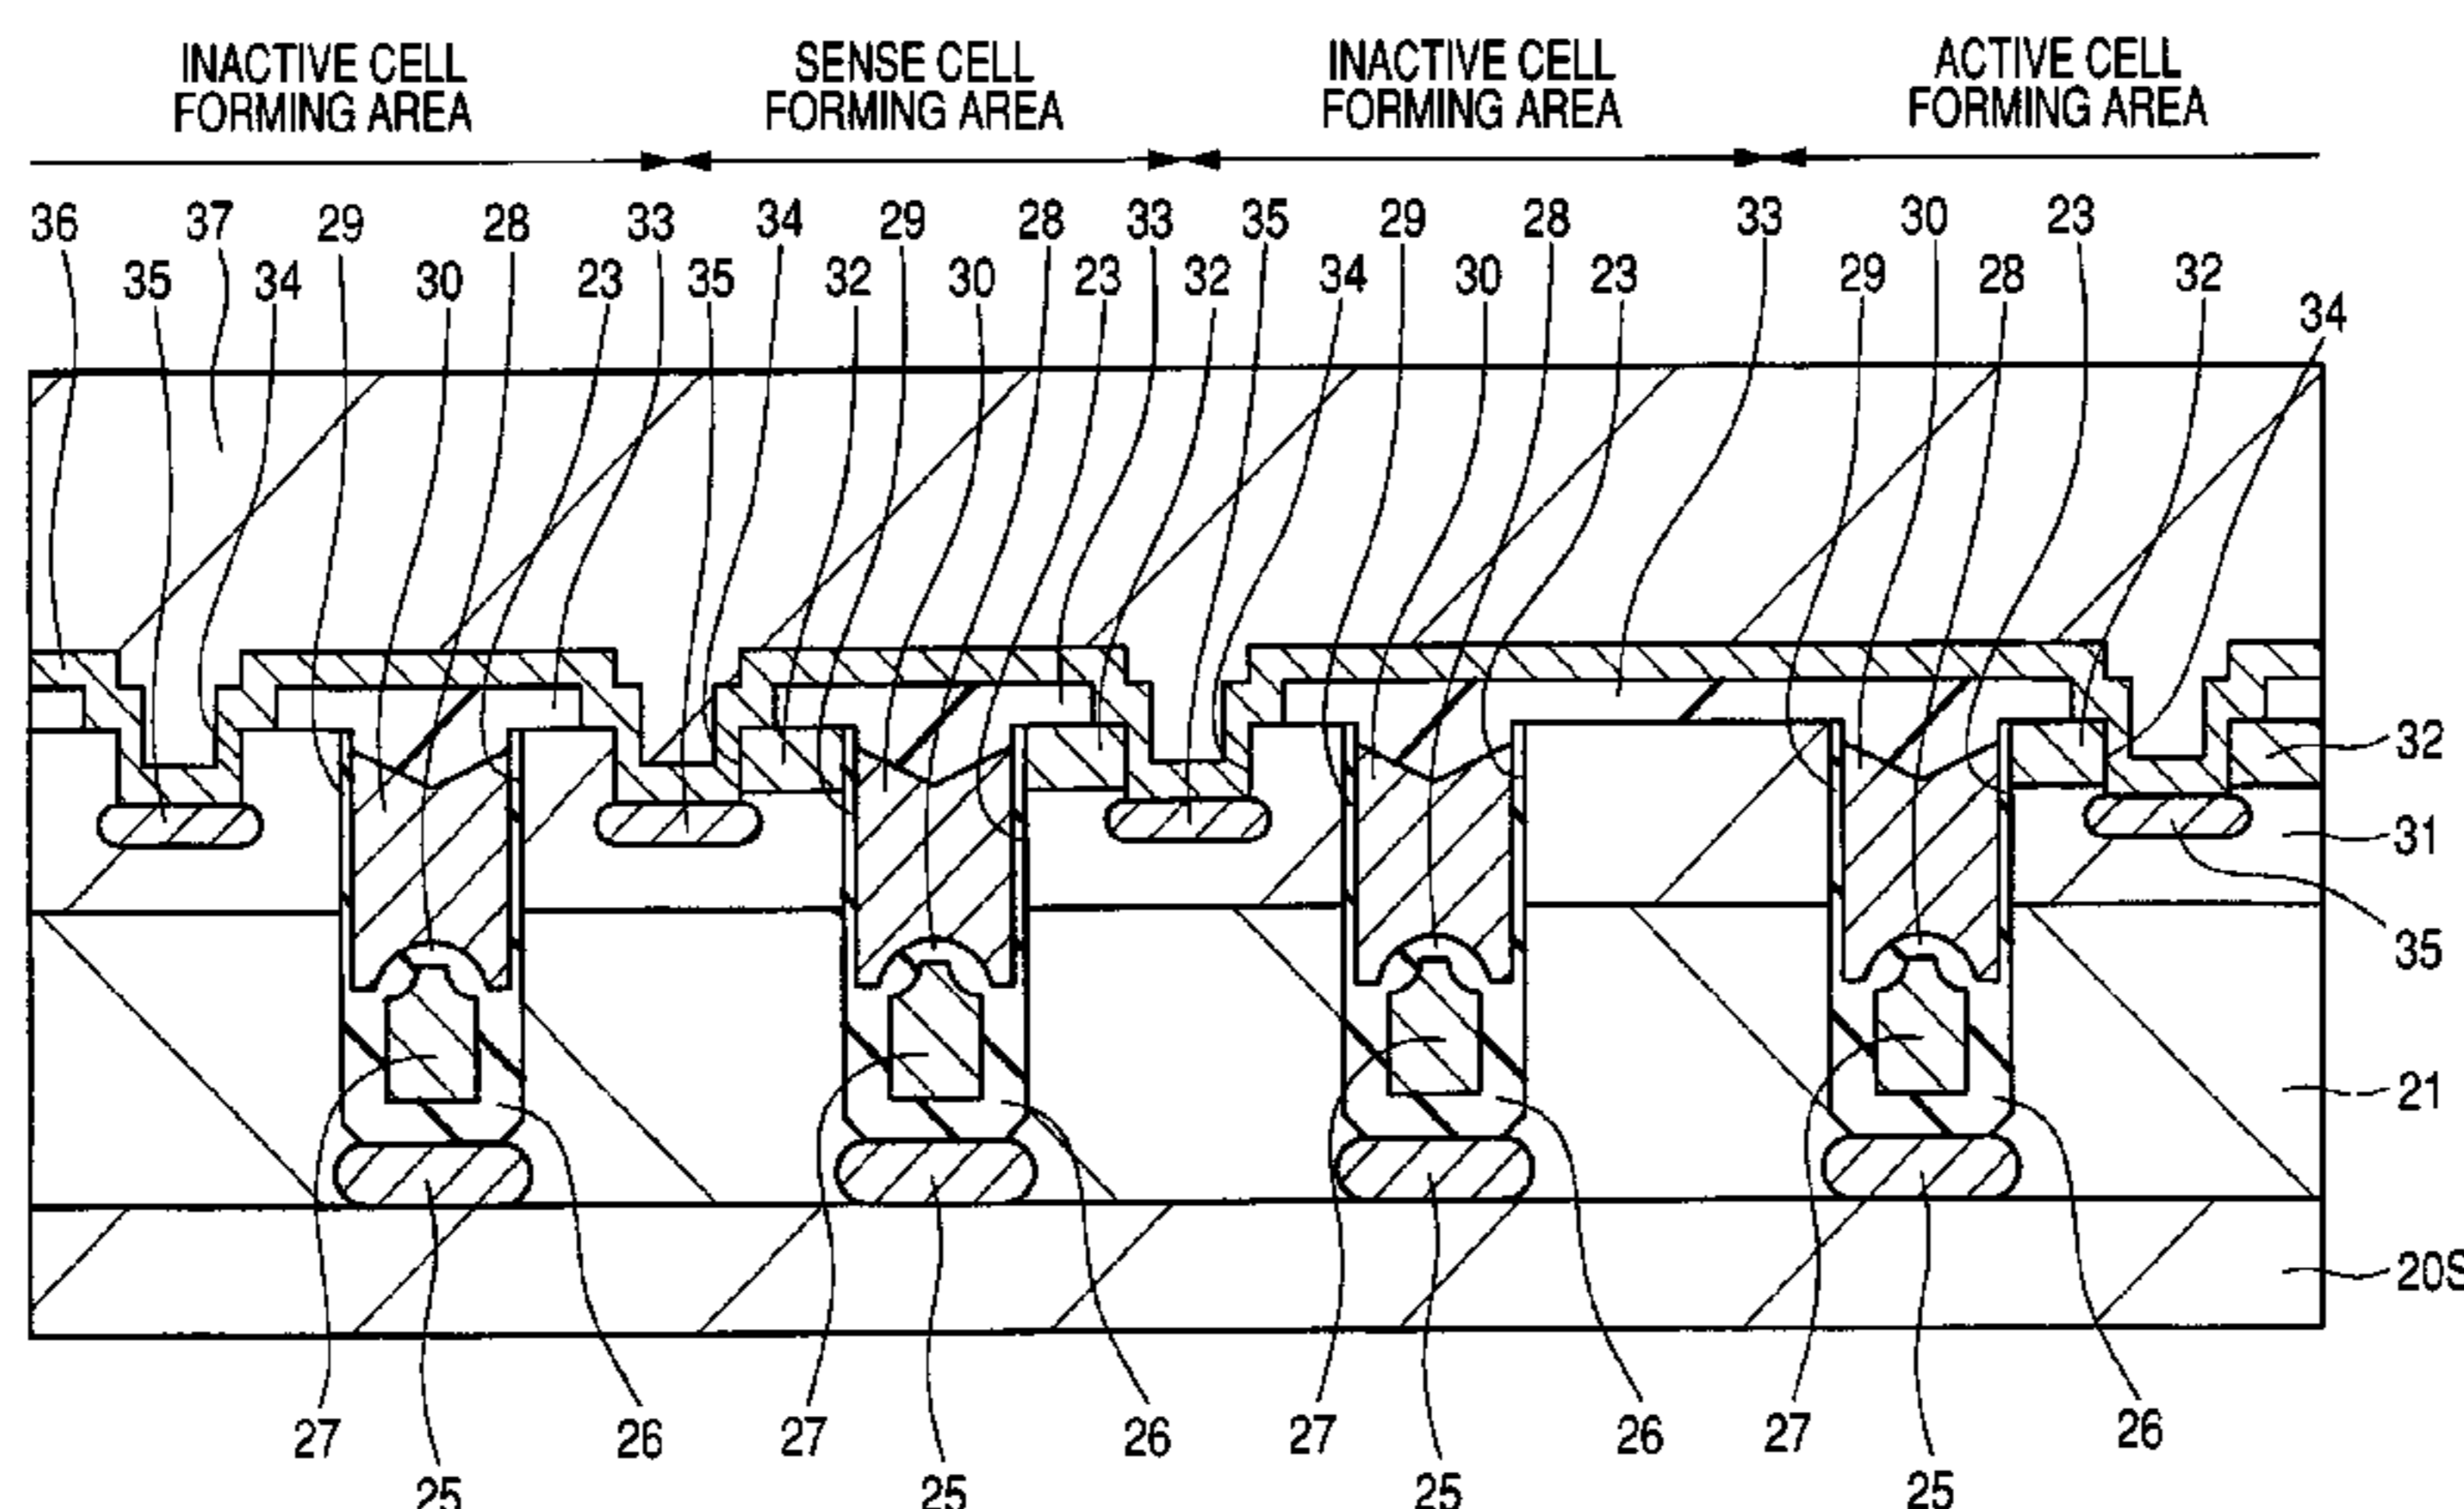 INACTIVE CELL
FORMING AREA
SENSE CELL
FORMING AREA
INACTIVE CELL
FORMING AREA
ACTIVE CELL
FORMING AREA
36 37 29 28 33 34 29 28 33 35 29 28 33 30 23
35 34 30 23 35 32 30 23 32 34 30 23 29 28 32
34
32
31
35
21
20S
27 26 27 26 27 26 27 26
25 25 25 25